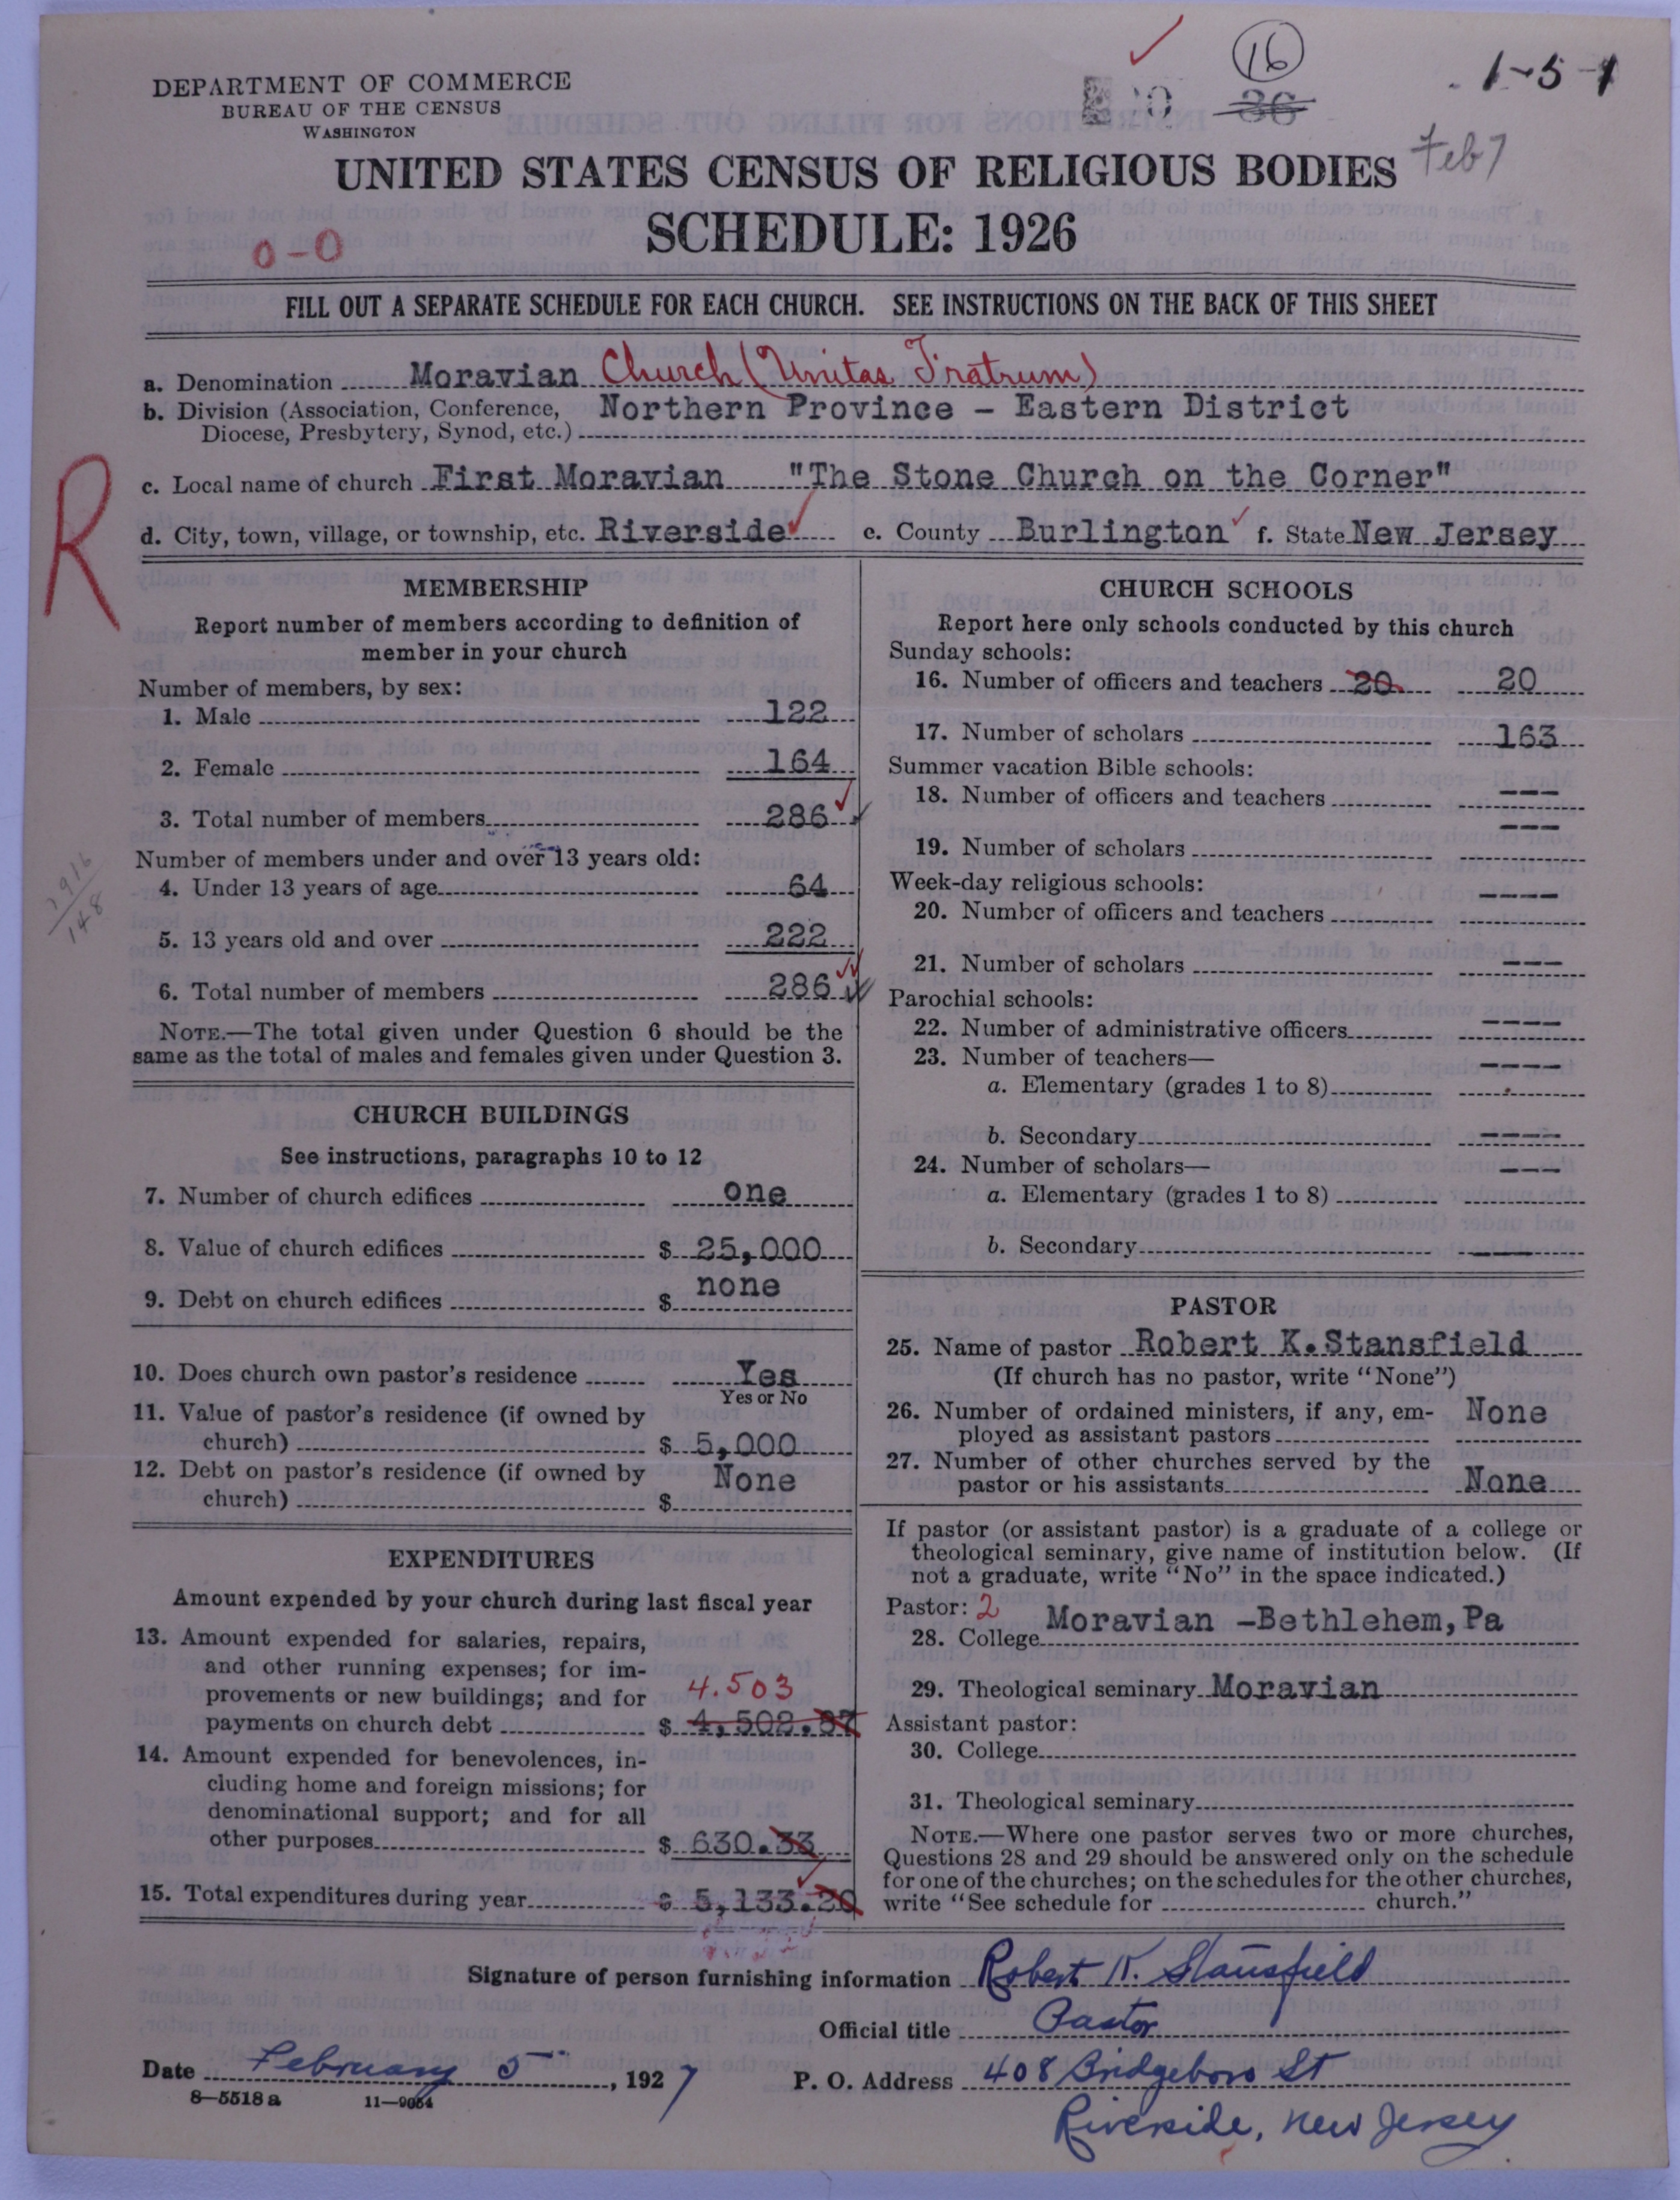 16
36
1-5-1
DEPARTMENT OF COMMERCE
BUREAU OF THE CENSUS
WASHINGTON
Feb 7
UNITED STATES CENSUS OF RELIGIOUS BODIES
SCHEDULE: 1926
0-0
FILL OUT A SEPARATE SCHEDULE FOR EACH CHURCH. SEE INSTRUCTIONS ON THE BACK OF THIS SHEET
a. Denomination Moravian Church (Unitas Fratrum)
b. Division (Association, Conference, Northern Province - Eastern District
Diocese, Presbytery, Synod, etc.)
R
c. Local name of church First Moravian "The Stone Church on the Corner"
d. City, town, village, or township, etc. Riverside e. County Burlington f. State New Jersey
MEMBERSHIP
Report number of members according to definition of
member in your church
Number of members, by sex:
1. Male 122
2. Female 164
3. Total number of members 286
Number of members under and over 13 years old:
4. Under 13 years of age 64
1916
148
5. 13 years old and over 222
6. Total number of members 286
NOTE.—The total given under Question 6 should be the
same as the total of males and females given under Question 3.
CHURCH BUILDINGS
See instructions, paragraphs 10 to 12
7. Number of church edifices one
8. Value of church edifices $ 25,000
9. Debt on church edifices $ none
10. Does church own pastor's residence Yes
Yes or No
11. Value of pastor's residence (if owned by
church) $ 5,000
12. Debt on pastor's residence (if owned by
church) $ None
EXPENDITURES
Amount expended by your church during last fiscal year
13. Amount expended for salaries, repairs,
and other running expenses; for im-
provements or new buildings; and for 4.503
payments on church debt $ 4,502.87
14. Amount expended for benevolences, in-
cluding home and foreign missions; for
denominational support; and for all
other purposes $ 630.33
15. Total expenditures during year $ 5,133.20
CHURCH SCHOOLS
Report here only schools conducted by this church
Sunday schools:
16. Number of officers and teachers 20 20
17. Number of scholars 163
Summer vacation Bible schools:
18. Number of officers and teachers ---
19. Number of scholars ---
Week-day religious schools:
20. Number of officers and teachers ----
21. Number of scholars ---
Parochial schools:
22. Number of administrative officers ----
23. Number of teachers—
a. Elementary (grades 1 to 8) ----
b. Secondary ----
24. Number of scholars—
a. Elementary (grades 1 to 8) ---
b. Secondary ----
PASTOR
25. Name of pastor Robert K. Stansfield
(If church has no pastor, write "None")
26. Number of ordained ministers, if any, em-
ployed as assistant pastors None
27. Number of other churches served by the
pastor or his assistants None
If pastor (or assistant pastor) is a graduate of a college or
theological seminary, give name of institution below. (If
not a graduate, write "No" in the space indicated.)
Pastor: 2
28. College Moravian -Bethlehem, Pa
29. Theological seminary Moravian
Assistant pastor:
30. College
31. Theological seminary
NOTE.—Where one pastor serves two or more churches,
Questions 28 and 29 should be answered only on the schedule
for one of the churches; on the schedules for the other churches,
write "See schedule for church."
Signature of person furnishing information Robert K. Stansfield
Official title Pastor
Date February 5, 1927 P. O. Address 408 Bridgeboro St
8—5518 a 11—9054
Riverside, New Jersey